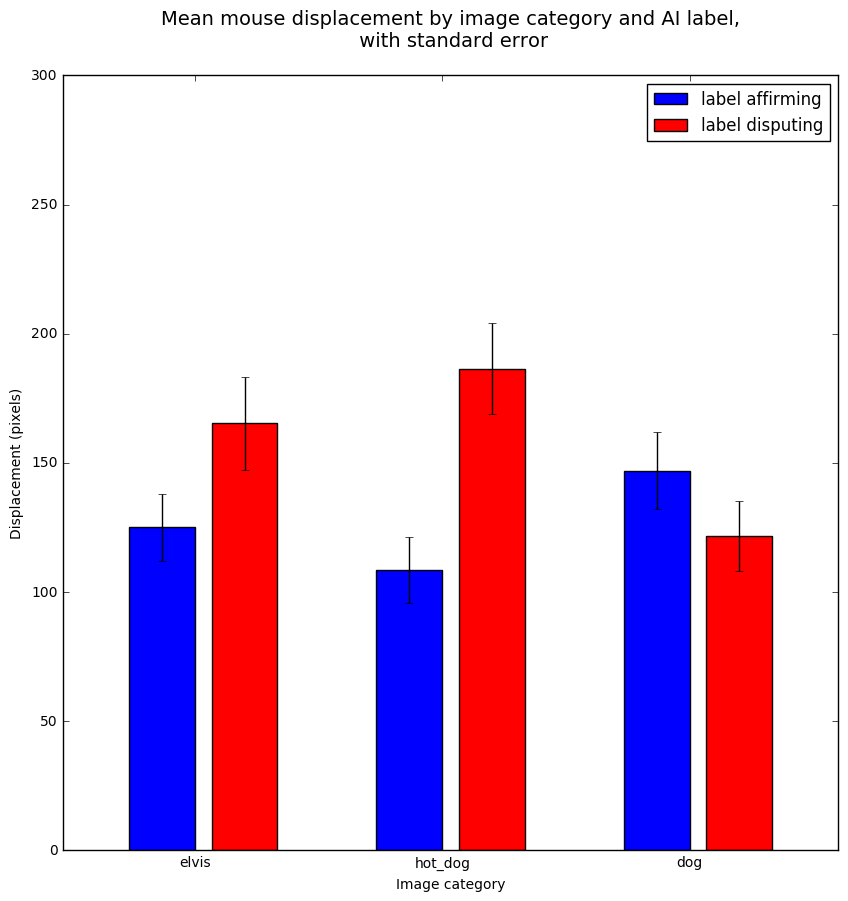 Mean mouse displacement by image category and AI label,
with standard error
300
250
200
150
100
50
0
Displacement (pixels)
label affirming
label disputing
elvis
hot_dog
dog
Image category